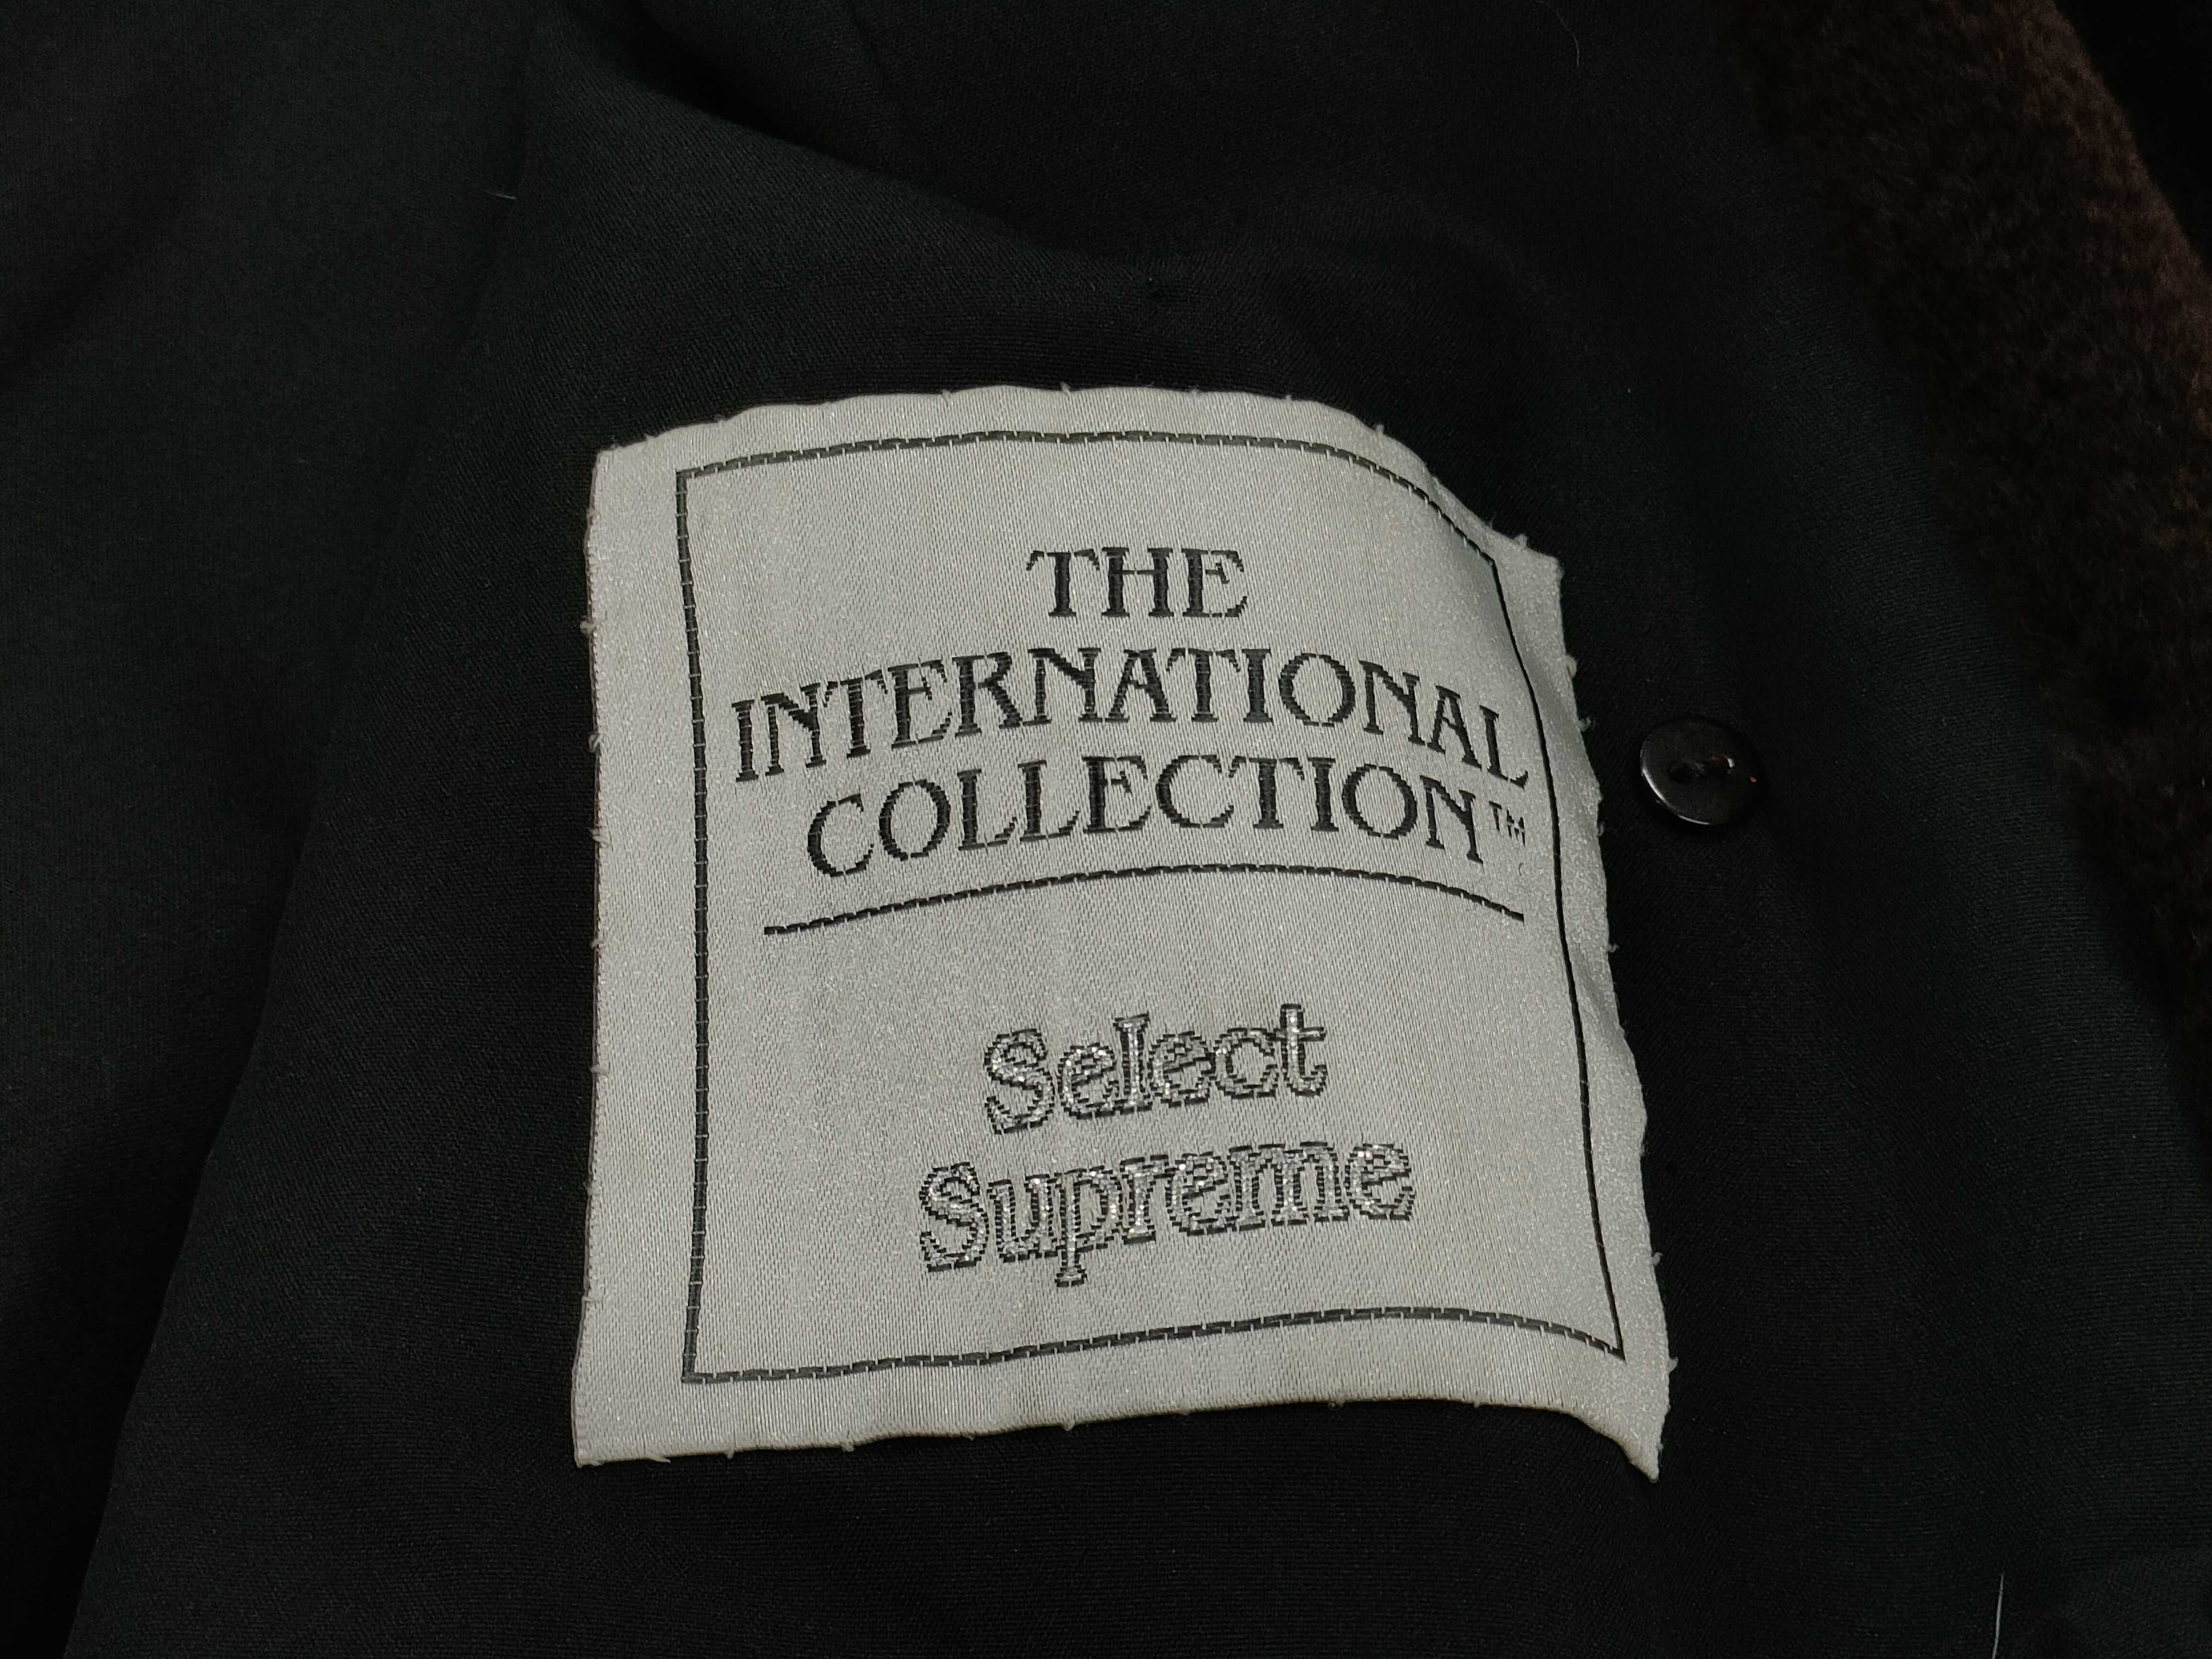 THE
INTERNATIONAL
COLLECTION™
Select
Supreme